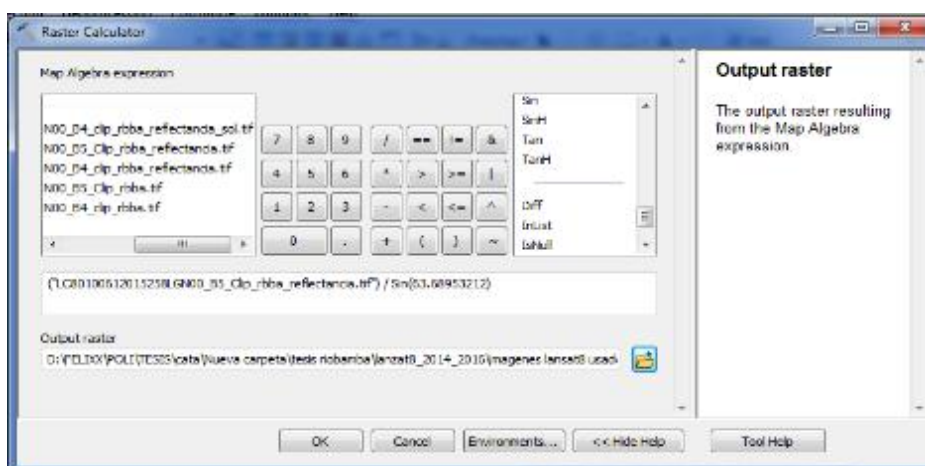 Raster Calculator
Map Algebra expression
N00_B4_clip_rbba_reflectancia_sol.tif
N00_B5_Clip_rbba_reflectancia.tif
N00_B4_clip_rbba_reflectancia.tif
N00_B5_Clip_rbba.tif
N00_B4_clip_rbba.tif
7 8 9 / == != &
4 5 6 * > >= |
1 2 3 - < <= ^
0 . + ( ) ~
Sin
SinH
Tan
TanH
Diff
InList
IsNull
("LC80100612015258LGN00_B5_Clip_rbba_reflectancia.tif") / Sin(63.68953212)
Output raster
D:\FELIXX\POLI\TESIS\cata\Nueva carpeta\tesis riobamba\lanzat8_2014_2016\imagenes lansat8 usad
OK Cancel Environments... << Hide Help Tool Help
Output raster
The output raster resulting
from the Map Algebra
expression.